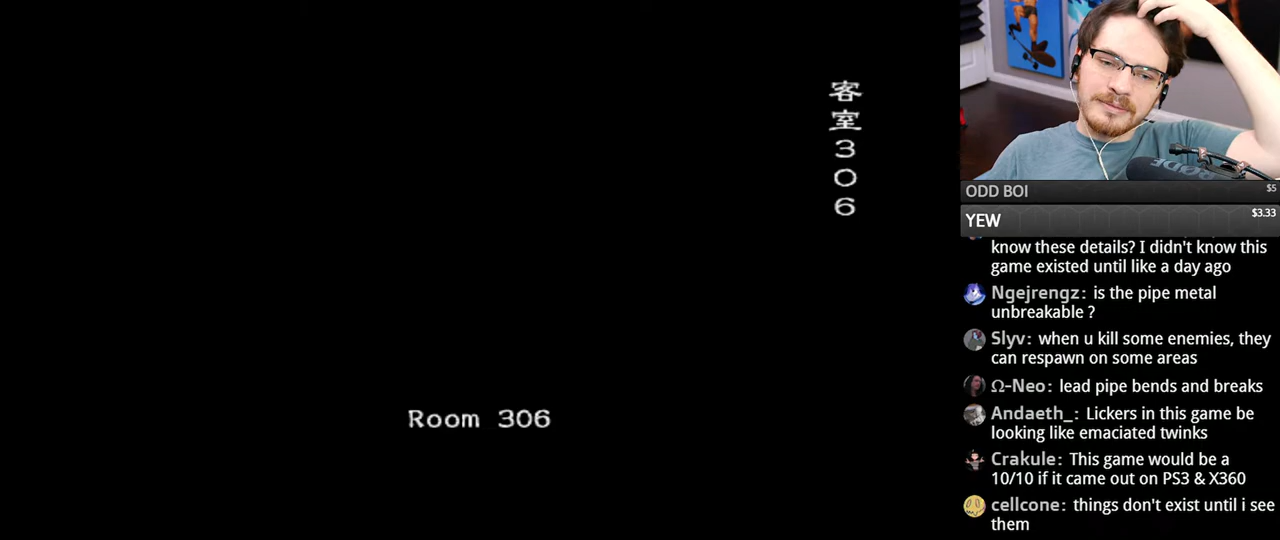 客室306
Room 306
ODD BOI
$5
YEW
$3.33
know these details? I didn't know this
game existed until like a day ago
Ngejrengz: is the pipe metal
unbreakable ?
Slyv: when u kill some enemies, they
can respawn on some areas
Ω-Neo: lead pipe bends and breaks
Andaeth_: Lickers in this game be
looking like emaciated twinks
Crakule: This game would be a
10/10 if it came out on PS3 & X360
cellcone: things don't exist until i see
them
RODE